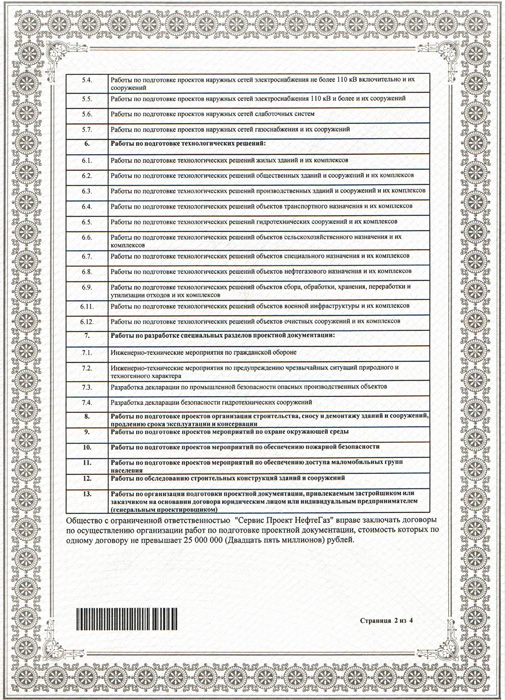 5.4. Работы по подготовке проектов наружных сетей электроснабжения не более 110 кВ включительно и их
сооружений
5.5. Работы по подготовке проектов наружных сетей электроснабжения 110 кВ и более и их сооружений
5.6. Работы по подготовке проектов наружных сетей слаботочных систем
5.7. Работы по подготовке проектов наружных сетей газоснабжения и их сооружений
6. Работы по подготовке технологических решений:
6.1. Работы по подготовке технологических решений жилых зданий и их комплексов
6.2. Работы по подготовке технологических решений общественных зданий и сооружений и их комплексов
6.3. Работы по подготовке технологических решений производственных зданий и сооружений и их комплексов
6.4. Работы по подготовке технологических решений объектов транспортного назначения и их комплексов
6.5. Работы по подготовке технологических решений гидротехнических сооружений и их комплексов
6.6. Работы по подготовке технологических решений объектов сельскохозяйственного назначения и их
комплексов
6.7. Работы по подготовке технологических решений объектов специального назначения и их комплексов
6.8. Работы по подготовке технологических решений объектов нефтегазового назначения и их комплексов
6.9. Работы по подготовке технологических решений объектов сбора, обработки, хранения, переработки и
утилизации отходов и их комплексов
6.11. Работы по подготовке технологических решений объектов военной инфраструктуры и их комплексов
6.12. Работы по подготовке технологических решений объектов очистных сооружений и их комплексов
7. Работы по разработке специальных разделов проектной документации:
7.1. Инженерно-технические мероприятия по гражданской обороне
7.2. Инженерно-технические мероприятия по предупреждению чрезвычайных ситуаций природного и
техногенного характера
7.3. Разработка декларации по промышленной безопасности опасных производственных объектов
7.4. Разработка декларации безопасности гидротехнических сооружений
8. Работы по подготовке проектов организации строительства, сносу и демонтажу зданий и сооружений,
продлению срока эксплуатации и консервации
9. Работы по подготовке проектов мероприятий по охране окружающей среды
10. Работы по подготовке проектов мероприятий по обеспечению пожарной безопасности
11. Работы по подготовке проектов мероприятий по обеспечению доступа маломобильных групп
населения
12. Работы по обследованию строительных конструкций зданий и сооружений
13. Работы по организации подготовки проектной документации, привлекаемым застройщиком или
заказчиком на основании договора юридическим лицом или индивидуальным предпринимателем
(генеральным проектировщиком)
Общество с ограниченной ответственностью "Сервис Проект НефтеГаз" вправе заключать договоры
по осуществлению организации работ по подготовке проектной документации, стоимость которых по
одному договору не превышает 25 000 000 (Двадцать пять миллионов) рублей.
Страница 2 из 4